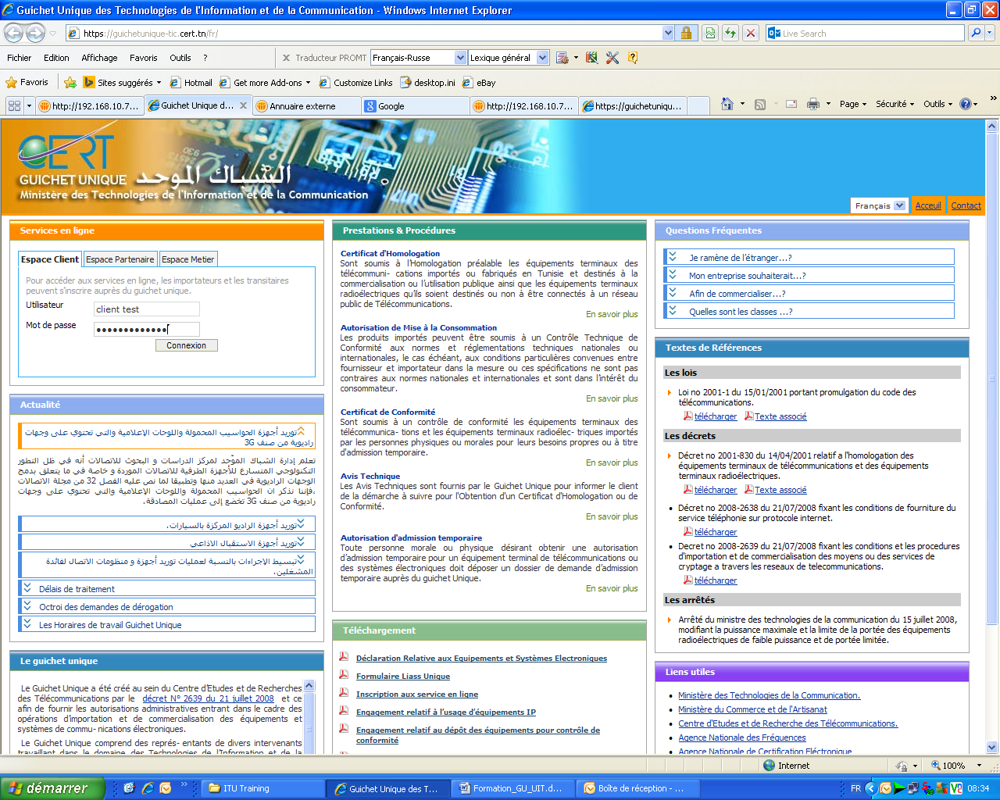 Guichet Unique des Technologies de l'Information et de la Communication - Windows Internet Explorer
https://guichetunique-tic.cert.tn/fr/
Live Search
Fichier Edition Affichage Favoris Outils ?
Traducteur PROMT Français-Russe Lexique général
Favoris Sites suggérés Hotmail Get more Add-ons Customize Links desktop.ini eBay
http://192.168.10.7... Guichet Unique d... Annuaire externe Google http://192.168.10.7... https://guichetuniqu... Page Sécurité Outils
CERT
GUICHET UNIQUE الشباك الموحد
Ministère des Technologies de l'Information et de la Communication
Français Acceuil Contact
Services en ligne
Espace Client Espace Partenaire Espace Metier
Pour accéder aux services en ligne, les importateurs et les transitaires
peuvent s'inscrire auprès du guichet unique.
Utilisateur client test
Mot de passe •••••••••••••
Connexion
Actualité
توريد أجهزة الحواسيب المحمولة واللوحات الإعلامية والتي تحتوي على وجهات
راديوية من صنف 3G
تعلم إدارة الشباك الموحّد لمركز الدراسات و البحوث للاتصالات أنه في ظل التطور
التكنولوجي المتسارع للأجهزة الطرفية للاتصالات الموردة و خاصة في ما يتعلق بدمج
الوجهات الراديوية في العديد منها وتطبيقا لما نص عليه الفصل 32 من مجلة الاتصالات
،فإننا نذكر ان الحواسيب المحمولة واللوحات الإعلامية والتي تحتوي على وجهات
راديوية من صنف 3G تخضع إلى عمليات المصادقة.
توريد أجهزة الراديو المركزة بالسيارات.
توريد أجهزة الاستقبال الاذاعي
تبسيط الإجراءات بالنسبة لعمليات توريد أجهزة و منظومات الاتصال لفائدة
المشغلين.
Délais de traitement
Octroi des demandes de dérogation
Les Horaires de travail Guichet Unique
Le guichet unique
Le Guichet Unique a été créé au sein du Centre d'Etudes et de Recherches
des Télécommunications par le décret N° 2639 du 21 juillet 2008 et ce
afin de fournir les autorisations administratives entrant dans le cadre des
opérations d'importation et de commercialisation des équipements et
systèmes de commu- nications électroniques.
Le Guichet Unique comprend des représ- entants de divers intervenants
travaillant dans le domaine des Technologies de l'Information et de la
Prestations & Procédures
Certificat d'Homologation
Sont soumis à l'Homologation préalable les équipements terminaux des
télécommuni- cations importés ou fabriqués en Tunisie et destinés à la
commercialisation ou l'utilisation publique ainsi que les équipements terminaux
radioélectriques qu'ils soient destinés ou non à être connectés à un réseau
public de Télécommunications.
En savoir plus
Autorisation de Mise à la Consommation
Les produits importés peuvent être soumis à un Contrôle Technique de
Conformité aux normes et réglementations techniques nationales ou
internationales, le cas échéant, aux conditions particulières convenues entre
fournisseur et importateur dans la mesure ou ces spécifications ne sont pas
contraires aux normes nationales et internationales et sont dans l'intérêt du
consommateur.
En savoir plus
Certificat de Conformité
Sont soumis à un contrôle de conformité les équipements terminaux des
télécommunica- tions et les équipements terminaux radioélec- triques importés
par les personnes physiques ou morales pour leurs besoins propres ou à titre
d'admission temporaire.
En savoir plus
Avis Technique
Les Avis Techniques sont fournis par le Guichet Unique pour informer le client
de la démarche à suivre pour l'Obtention d'un Certificat d'Homologation ou de
Conformité.
En savoir plus
Autorisation d'admission temporaire
Toute personne morale ou physique désirant obtenir une autorisation
d'admission temporaire pour un équipement terminal de télécommunications ou
des systèmes électroniques doit déposer un dossier de demande d'admission
temporaire auprès du guichet Unique.
En savoir plus
Téléchargement
Déclaration Relative aux Equipements et Systèmes Electroniques
Formulaire Liass Unique
Inscription aux service en ligne
Engagement relatif à l'usage d'équipements IP
Engagement relatif au dépôt des équipements pour contrôle de
conformité
Questions Fréquentes
Je ramène de l'étranger...?
Mon entreprise souhaiterait...?
Afin de commercialiser...?
Quelles sont les classes ...?
Textes de Références
Les lois
Loi no 2001-1 du 15/01/2001 portant promulgation du code des
télécommunications.
télécharger Texte associé
Les décrets
Décret no 2001-830 du 14/04/2001 relatif a l'homologation des
équipements terminaux de télécommunications et des équipements
terminaux radioélectriques.
télécharger Texte associé
Décret no 2008-2638 du 21/07/2008 fixant les conditions de fourniture du
service téléphonie sur protocole internet.
télécharger
Decret no 2008-2639 du 21/07/2008 fixant les conditions et les procedures
d'importation et de commercialisation des moyens ou des services de
cryptage a travers les reseaux de telecommunications.
télécharger
Les arrêtés
Arrêté du ministre des technologies de la communication du 15 juillet 2008,
modifiant la puissance maximale et la limite de la portée des équipements
radioélectriques de faible puissance et de portée limitée.
Liens utiles
Ministère des Technologies de la Communication.
Ministère du Commerce et de l'Artisanat
Centre d'Etudes et de Recherche des Télécommunications.
Agence Nationale des Fréquences
Agence Nationale de Certification Eléctronique
Internet 100%
démarrer ITU Training Guichet Unique des T... Formation_GU_UIT.d... Boîte de réception - ... FR 08:34